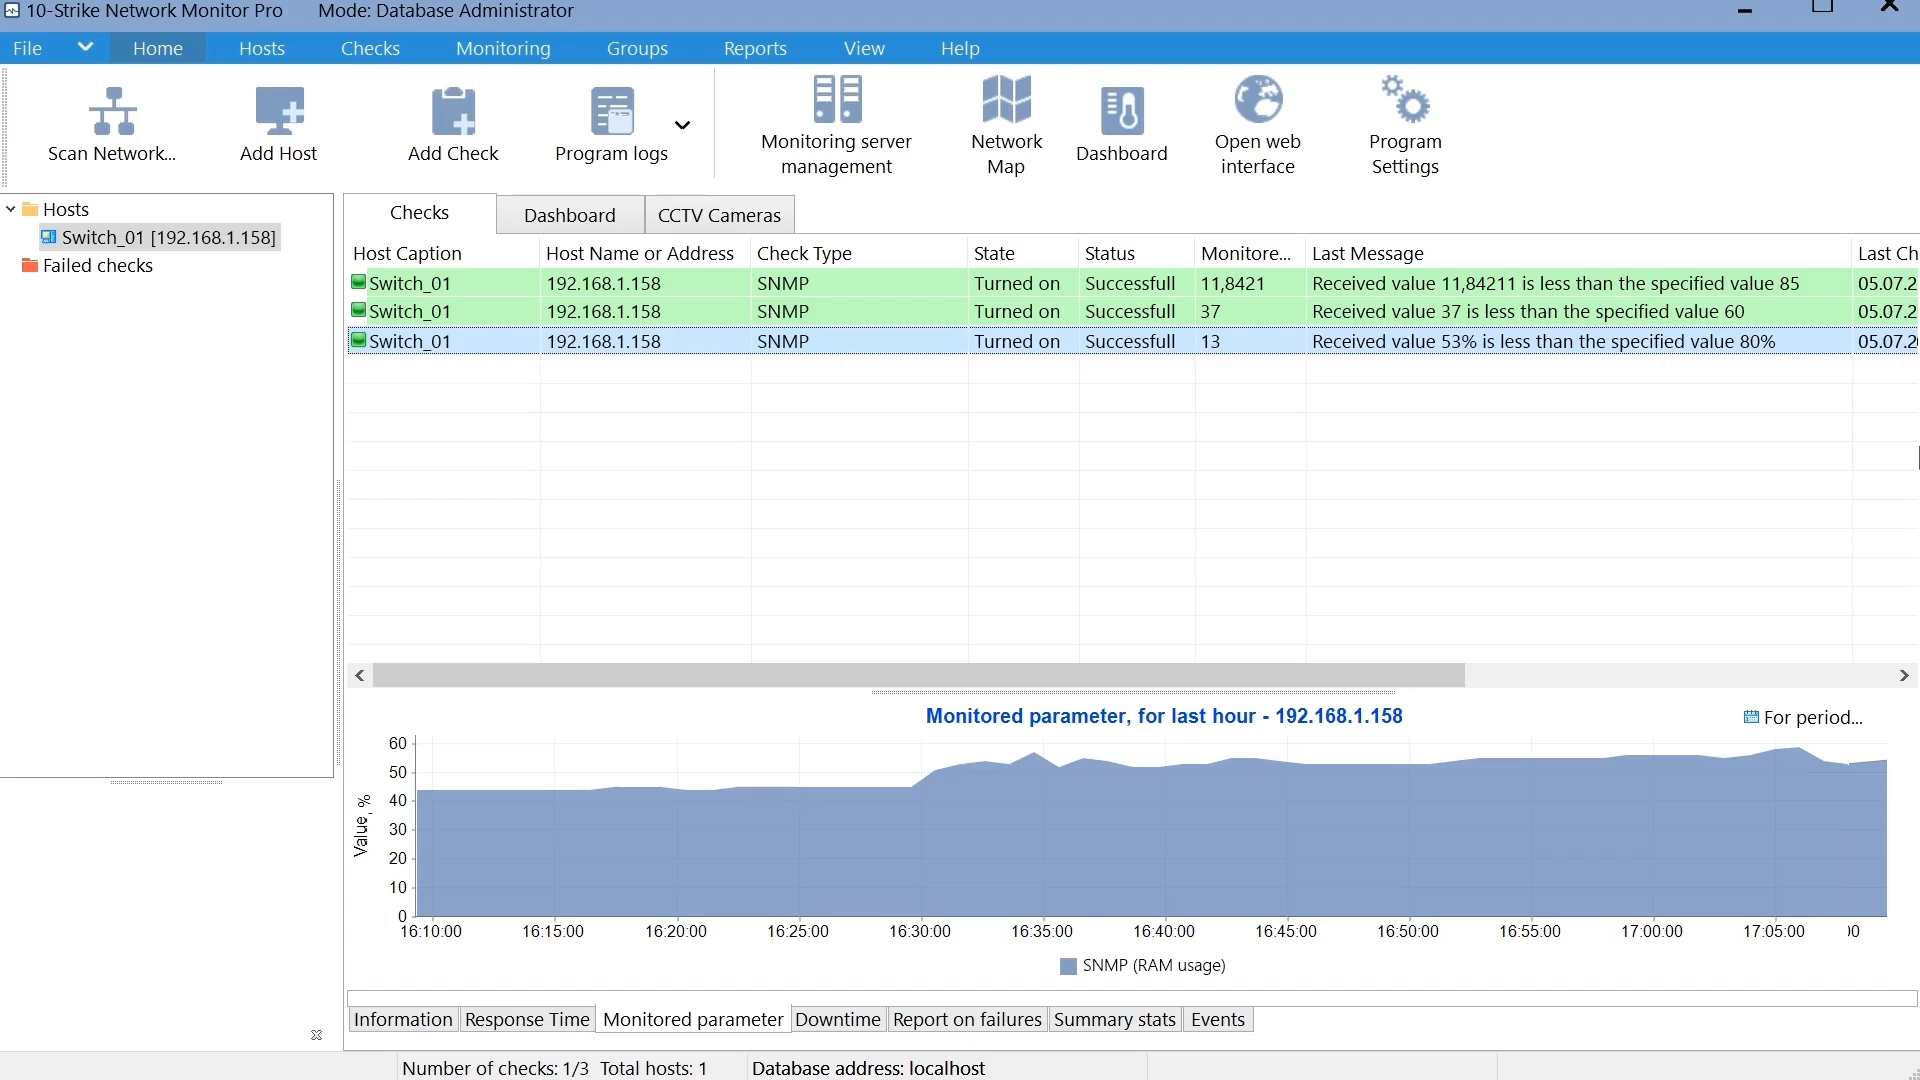 10-Strike Network Monitor Pro Mode: Database Administrator
File Home Hosts Checks Monitoring Groups Reports View Help
Scan Network... Add Host Add Check Program logs Monitoring server management Network Map Dashboard Open web interface Program Settings
Hosts
Switch_01 [192.168.1.158]
Failed checks
Checks Dashboard CCTV Cameras
Host Caption Host Name or Address Check Type State Status Monitore... Last Message Last Ch
Switch_01 192.168.1.158 SNMP Turned on Successfull 11,8421 Received value 11,84211 is less than the specified value 85 05.07.2
Switch_01 192.168.1.158 SNMP Turned on Successfull 37 Received value 37 is less than the specified value 60 05.07.2
Switch_01 192.168.1.158 SNMP Turned on Successfull 13 Received value 53% is less than the specified value 80% 05.07.2
Monitored parameter, for last hour - 192.168.1.158
For period...
Value, %
60
50
40
30
20
10
0
16:10:00 16:15:00 16:20:00 16:25:00 16:30:00 16:35:00 16:40:00 16:45:00 16:50:00 16:55:00 17:00:00 17:05:00
SNMP (RAM usage)
Information Response Time Monitored parameter Downtime Report on failures Summary stats Events
Number of checks: 1/3 Total hosts: 1 Database address: localhost